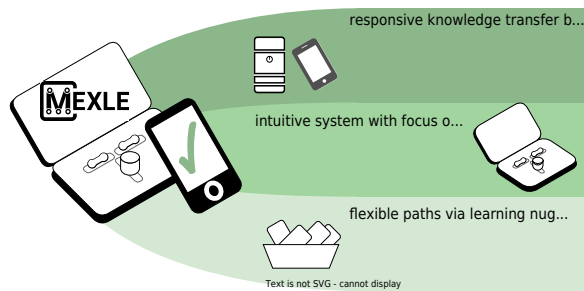 responsive knowledge transfer b...
MEXLE
intuitive system with focus o...
flexible paths via learning nug...
Text is not SVG - cannot display